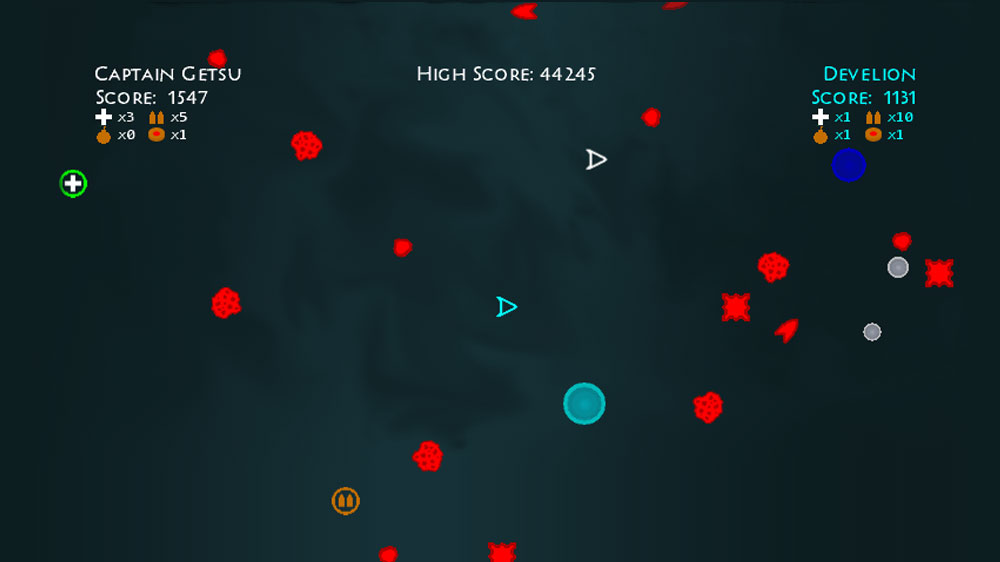 Captain Getsu
Score: 1547
x3 x5
x0 x1
High Score: 44245
Develion
Score: 1131
x1 x10
x1 x1